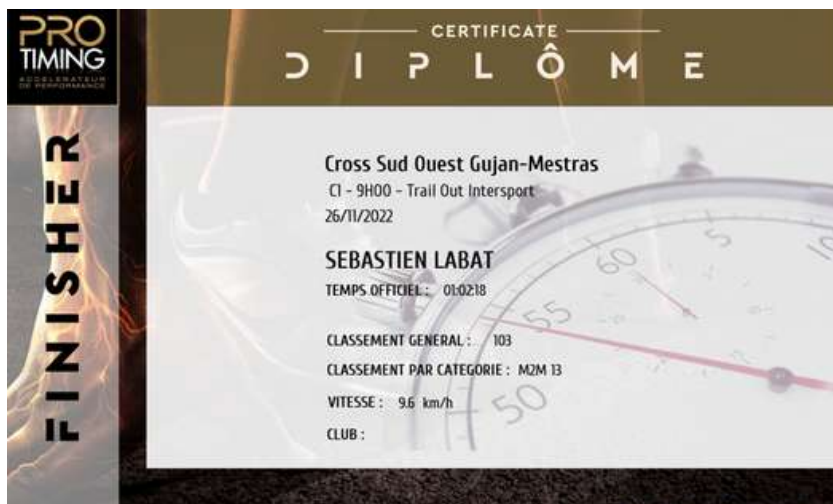 PRO
TIMING
ACCELERATEUR
DE PERFORMANCE
CERTIFICATE
DIPLÔME
FINISHER
Cross Sud Ouest Gujan-Mestras
C1 - 9H00 - Trail Out Intersport
26/11/2022
SEBASTIEN LABAT
TEMPS OFFICIEL : 01:02:18
CLASSEMENT GENERAL : 103
CLASSEMENT PAR CATEGORIE : M2M 13
VITESSE : 9.6 km/h
CLUB :
60
5
10
55
50